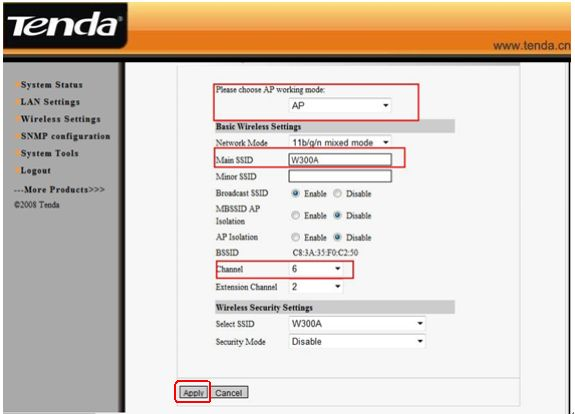 Tenda
www.tenda.cn
System Status
LAN Settings
Wireless Settings
SNMP configuration
System Tools
Logout
---More Products>>>
©2008 Tenda
Please choose AP working mode:
AP
Basic Wireless Settings
Network Mode 11b/g/n mixed mode
Main SSID W300A
Minor SSID
Broadcast SSID Enable Disable
MBSSID AP Isolation Enable Disable
AP Isolation Enable Disable
BSSID C8:3A:35:F0:C2:50
Channel 6
Extension Channel 2
Wireless Security Settings
Select SSID W300A
Security Mode Disable
Apply Cancel